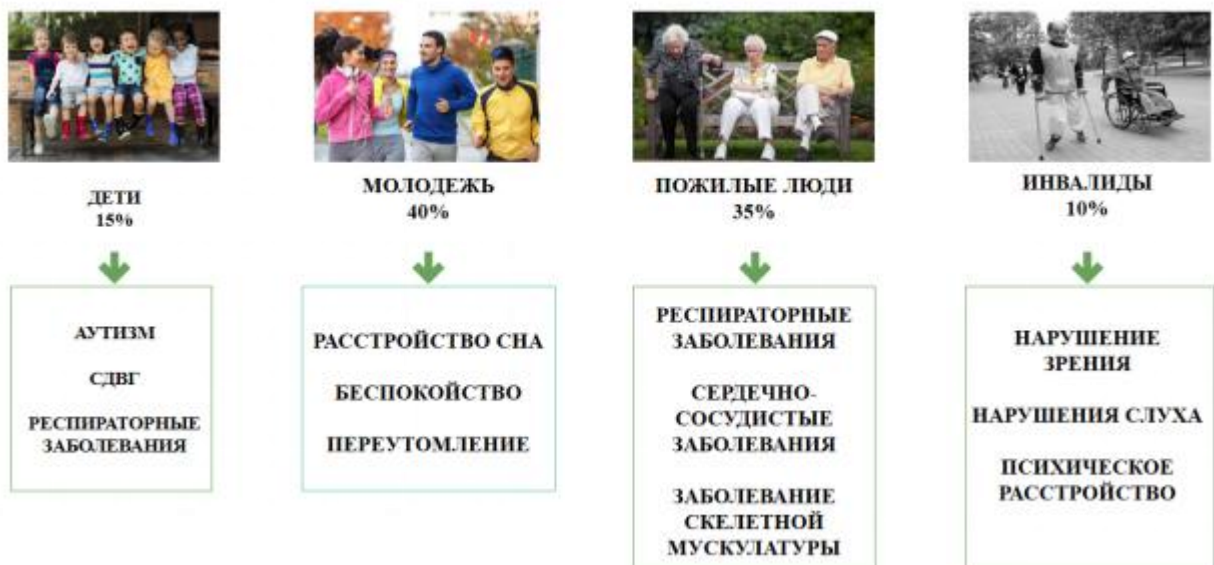 ДЕТИ
15%
АУТИЗМ
СДВГ
РЕСПИРАТОРНЫЕ
ЗАБОЛЕВАНИЯ
МОЛОДЕЖЬ
40%
РАССТРОЙСТВО СНА
БЕСПОКОЙСТВО
ПЕРЕУТОМЛЕНИЕ
ПОЖИЛЫЕ ЛЮДИ
35%
РЕСПИРАТОРНЫЕ
ЗАБОЛЕВАНИЯ
СЕРДЕЧНО-
СОСУДИСТЫЕ
ЗАБОЛЕВАНИЯ
ЗАБОЛЕВАНИЕ
СКЕЛЕТНОЙ
МУСКУЛАТУРЫ
ИНВАЛИДЫ
10%
НАРУШЕНИЕ
ЗРЕНИЯ
НАРУШЕНИЯ СЛУХА
ПСИХИЧЕСКОЕ
РАССТРОЙСТВО